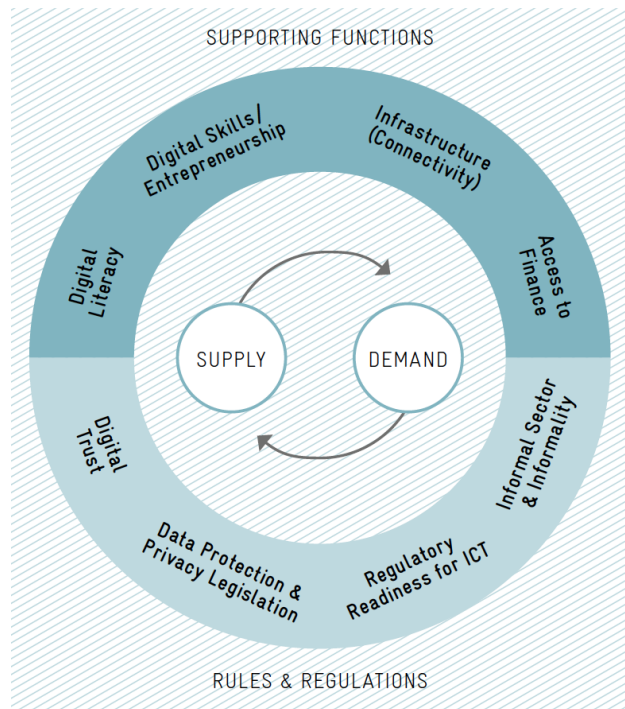 SUPPORTING FUNCTIONS
Digital Skills/
Entrepreneurship
Infrastructure
(Connectivity)
Digital
Literacy
Access to
Finance
SUPPLY
DEMAND
Digital
Trust
Informal Sector
& Informality
Data Protection &
Privacy Legislation
Regulatory
Readiness for ICT
RULES & REGULATIONS